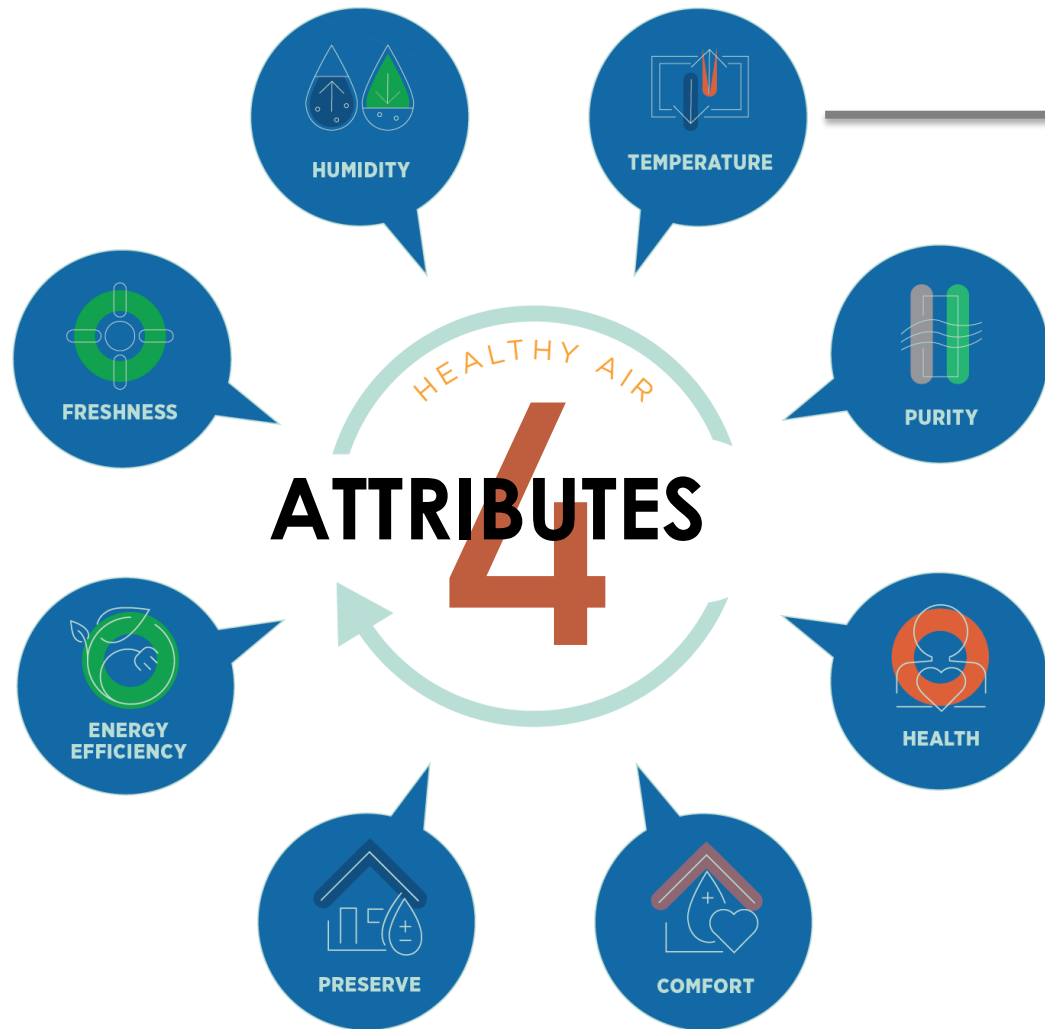 HUMIDITY
TEMPERATURE
FRESHNESS
PURITY
HEALTHY AIR
4
ATTRIBUTES
ENERGY
EFFICIENCY
HEALTH
PRESERVE
COMFORT